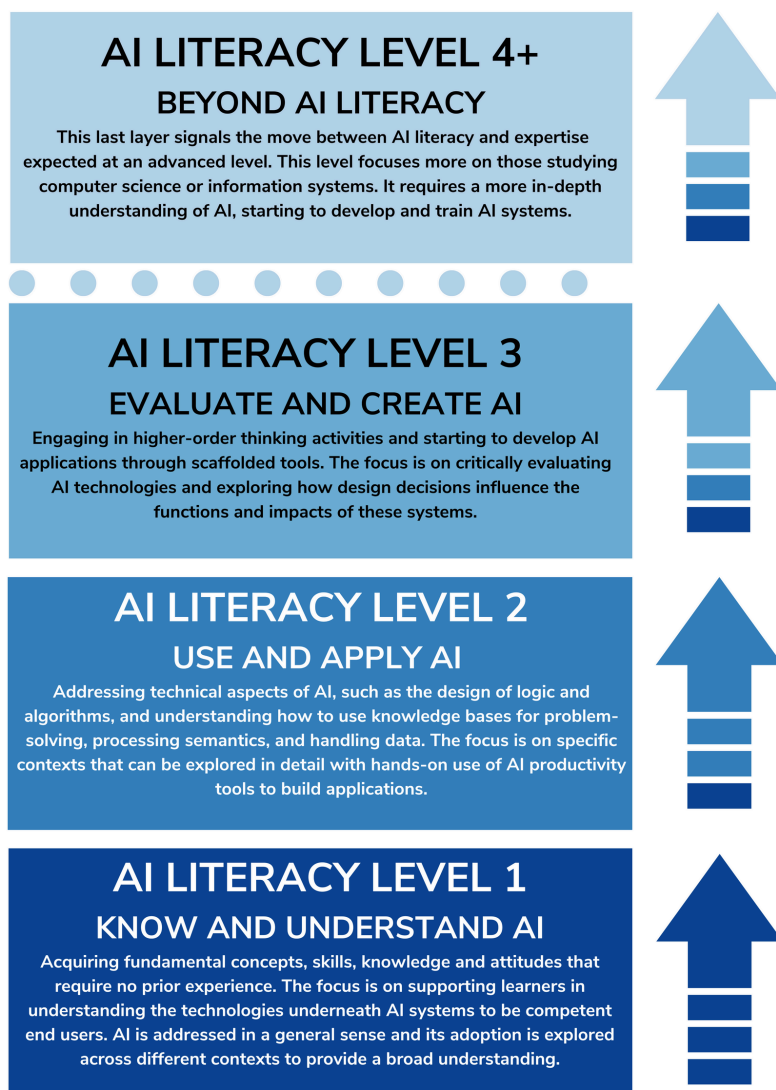 AI LITERACY LEVEL 4+
BEYOND AI LITERACY
This last layer signals the move between AI literacy and expertise
expected at an advanced level. This level focuses more on those studying
computer science or information systems. It requires a more in-depth
understanding of AI, starting to develop and train AI systems.
AI LITERACY LEVEL 3
EVALUATE AND CREATE AI
Engaging in higher-order thinking activities and starting to develop AI
applications through scaffolded tools. The focus is on critically evaluating
AI technologies and exploring how design decisions influence the
functions and impacts of these systems.
AI LITERACY LEVEL 2
USE AND APPLY AI
Addressing technical aspects of AI, such as the design of logic and
algorithms, and understanding how to use knowledge bases for problem-
solving, processing semantics, and handling data. The focus is on specific
contexts that can be explored in detail with hands-on use of AI productivity
tools to build applications.
AI LITERACY LEVEL 1
KNOW AND UNDERSTAND AI
Acquiring fundamental concepts, skills, knowledge and attitudes that
require no prior experience. The focus is on supporting learners in
understanding the technologies underneath AI systems to be competent
end users. AI is addressed in a general sense and its adoption is explored
across different contexts to provide a broad understanding.